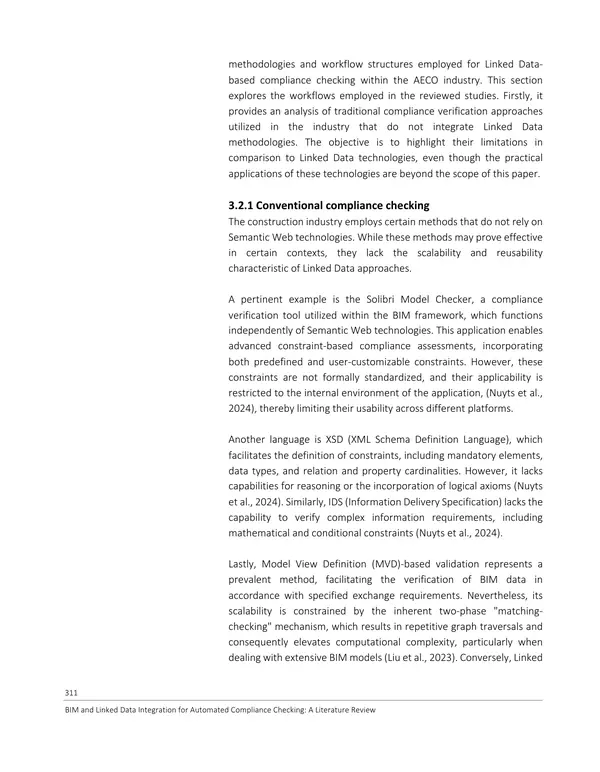 methodologies and workflow structures employed for Linked Data-
based compliance checking within the AECO industry. This section
explores the workflows employed in the reviewed studies. Firstly, it
provides an analysis of traditional compliance verification approaches
utilized in the industry that do not integrate Linked Data
methodologies. The objective is to highlight their limitations in
comparison to Linked Data technologies, even though the practical
applications of these technologies are beyond the scope of this paper.
3.2.1 Conventional compliance checking
The construction industry employs certain methods that do not rely on
Semantic Web technologies. While these methods may prove effective
in certain contexts, they lack the scalability and reusability
characteristic of Linked Data approaches.
A pertinent example is the Solibri Model Checker, a compliance
verification tool utilized within the BIM framework, which functions
independently of Semantic Web technologies. This application enables
advanced constraint-based compliance assessments, incorporating
both predefined and user-customizable constraints. However, these
constraints are not formally standardized, and their applicability is
restricted to the internal environment of the application, (Nuyts et al.,
2024), thereby limiting their usability across different platforms.
Another language is XSD (XML Schema Definition Language), which
facilitates the definition of constraints, including mandatory elements,
data types, and relation and property cardinalities. However, it lacks
capabilities for reasoning or the incorporation of logical axioms (Nuyts
et al., 2024). Similarly, IDS (Information Delivery Specification) lacks the
capability to verify complex information requirements, including
mathematical and conditional constraints (Nuyts et al., 2024).
Lastly, Model View Definition (MVD)-based validation represents a
prevalent method, facilitating the verification of BIM data in
accordance with specified exchange requirements. Nevertheless, its
scalability is constrained by the inherent two-phase "matching-
checking" mechanism, which results in repetitive graph traversals and
consequently elevates computational complexity, particularly when
dealing with extensive BIM models (Liu et al., 2023). Conversely, Linked
311
BIM and Linked Data Integration for Automated Compliance Checking: A Literature Review